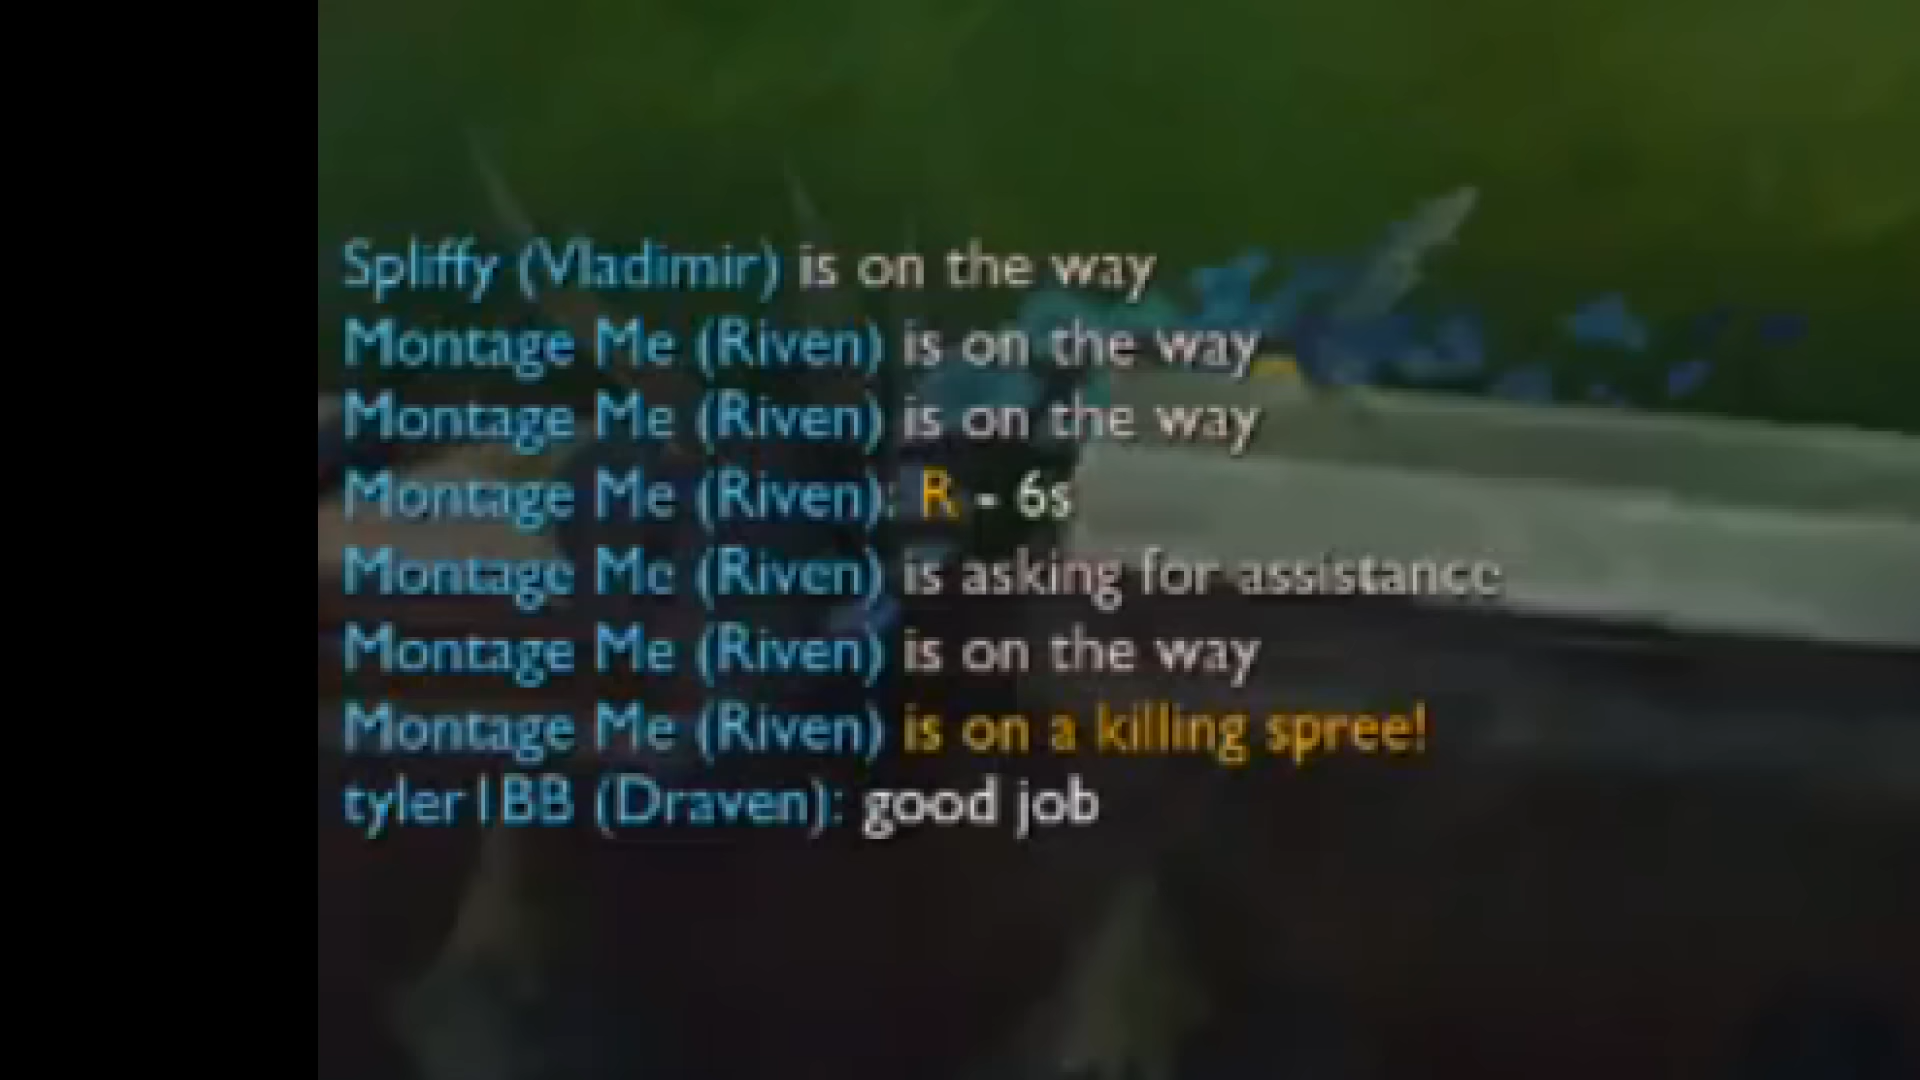 Spliffy (Vladimir) is on the way
Montage Me (Riven) is on the way
Montage Me (Riven) is on the way
Montage Me (Riven): R - 6s
Montage Me (Riven) is asking for assistance
Montage Me (Riven) is on the way
Montage Me (Riven) is on a killing spree!
tyler1BB (Draven): good job